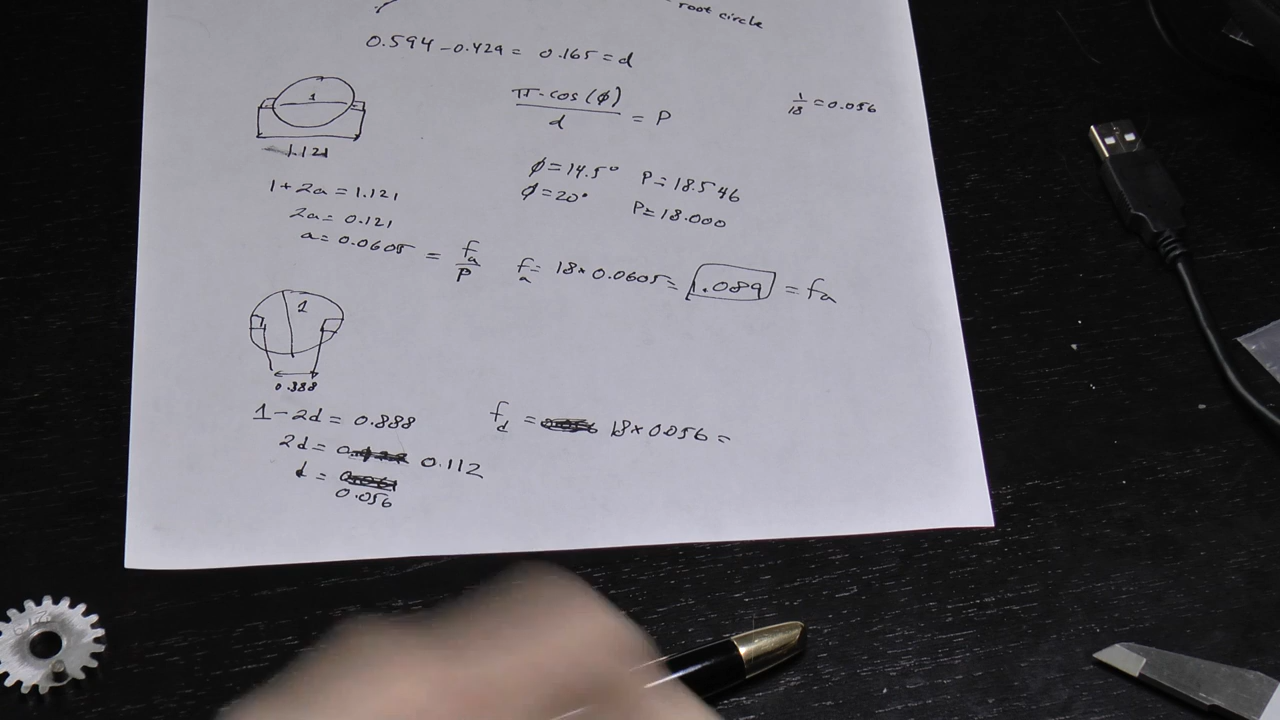 root circle
0.594 - 0.429 = 0.165 = d
1
1.121
π·cos(φ)
d
= P
1/18 = 0.056
φ = 14.5° P = 18.546
φ = 20° P = 18.000
1 + 2a = 1.121
2a = 0.121
a = 0.0605 = fa/P
fa = 18 × 0.0605 = 1.089 = fa
1
0.888
1 - 2d = 0.888
2d = 0.112
d =
0.056
fd = 18 × 0.056 =